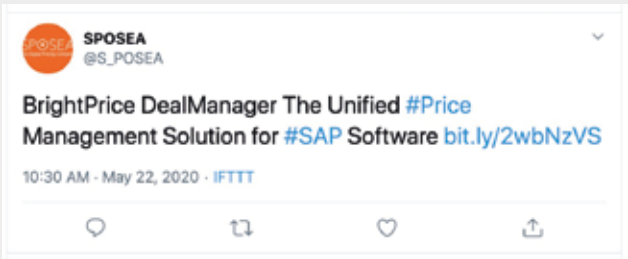 SPOSEA
SPOSEA
@S_POSEA
BrightPrice DealManager The Unified #Price
Management Solution for #SAP Software bit.ly/2wbNzVS
10:30 AM - May 22, 2020 · IFTTT